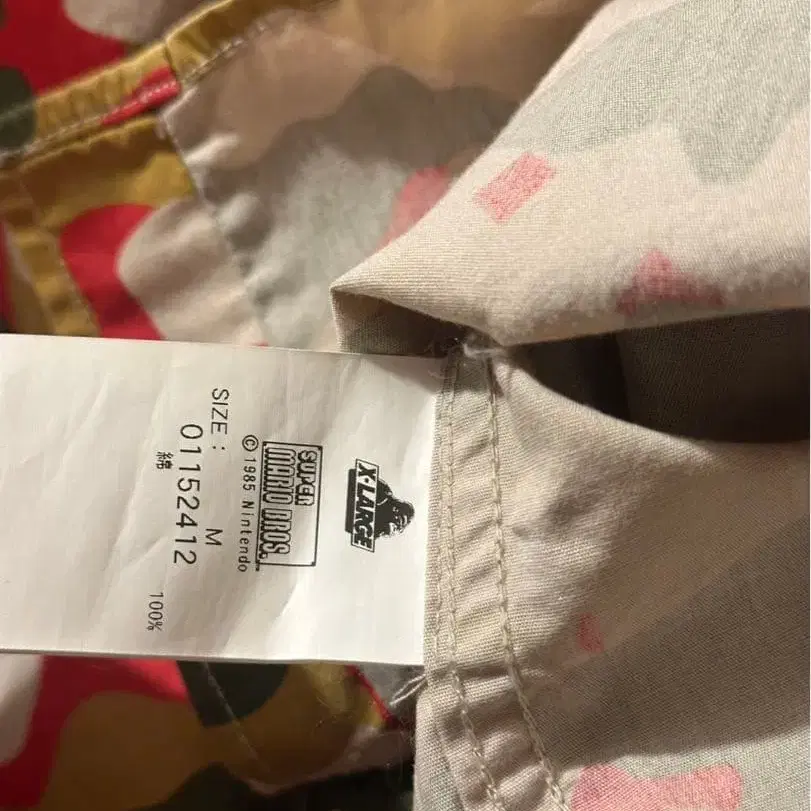 X-LARGE
SUPER
MARIO BROS.
©1985 Nintendo
SIZE: M
01152412
綿 100%